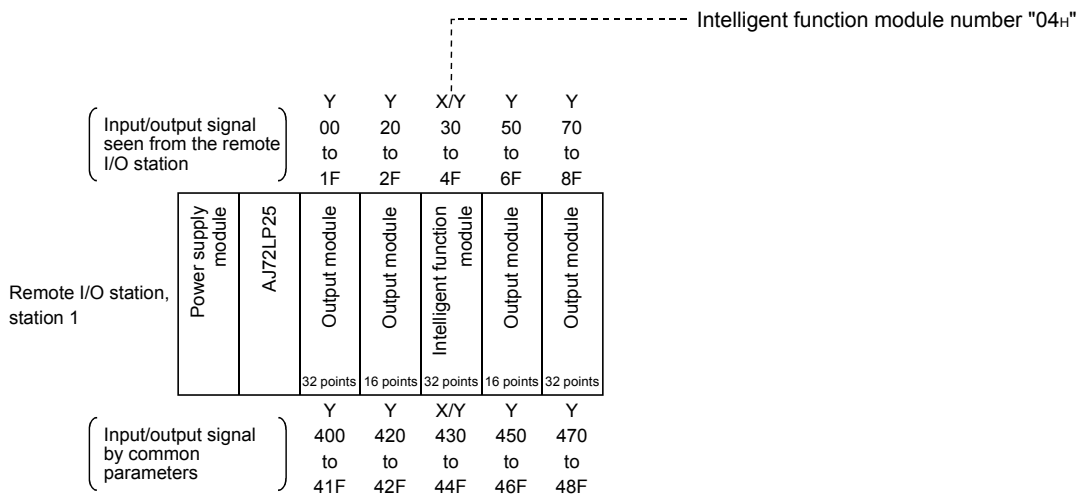 Intelligent function module number "04H"
Y Y X/Y Y Y
Input/output signal
seen from the remote
I/O station
00 20 30 50 70
to to to to to
1F 2F 4F 6F 8F
Remote I/O station,
station 1
Power supply
module
AJ72LP25
Output module
Output module
Intelligent function
module
Output module
Output module
32 points 16 points 32 points 16 points 32 points
Y Y X/Y Y Y
Input/output signal
by common
parameters
400 420 430 450 470
to to to to to
41F 42F 44F 46F 48F